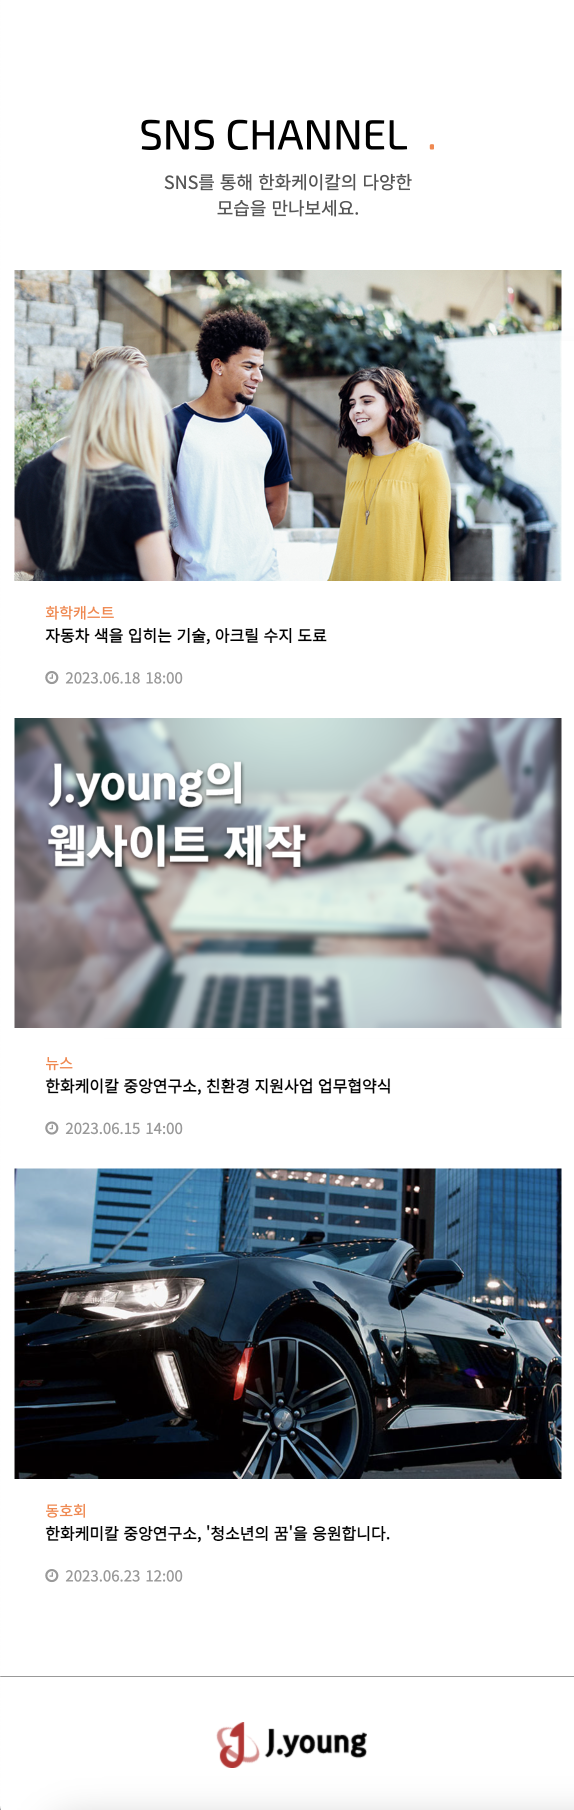 SNS CHANNEL .
SNS를 통해 한화케이칼의 다양한
모습을 만나보세요.
화학캐스트
자동차 색을 입히는 기술, 아크릴 수지 도료
2023.06.18 18:00
J.young의
웹사이트 제작
뉴스
한화케이칼 중앙연구소, 친환경 지원사업 업무협약식
2023.06.15 14:00
동호회
한화케미칼 중앙연구소, '청소년의 꿈'을 응원합니다.
2023.06.23 12:00
J.young